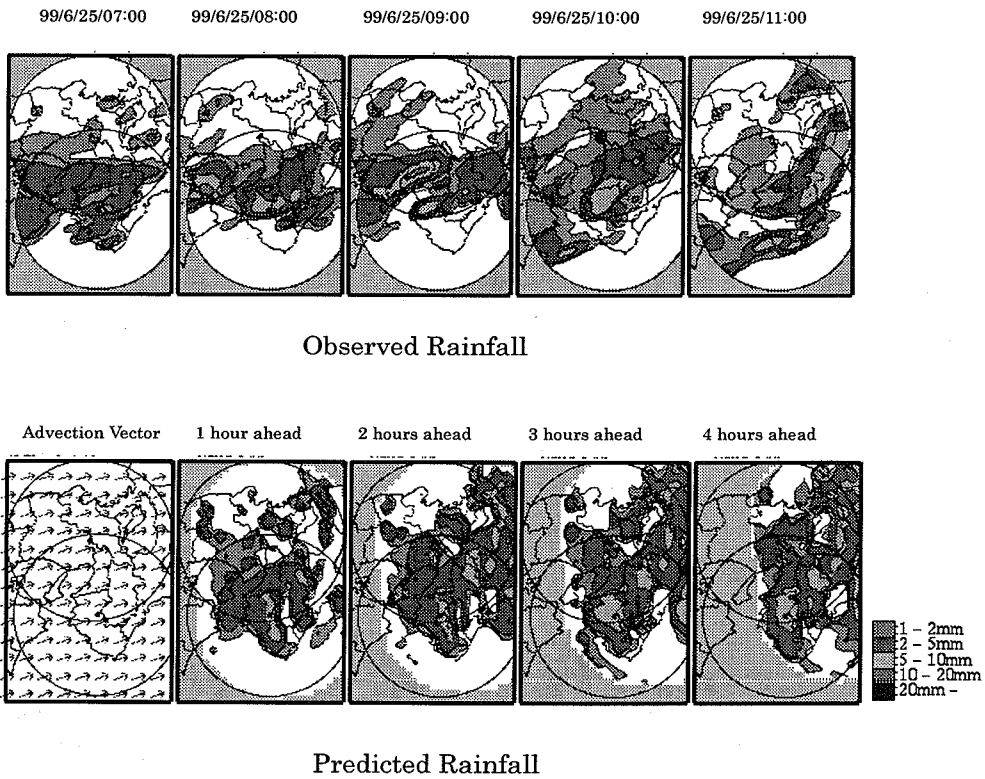 99/6/25/07:00 99/6/25/08:00 99/6/25/09:00 99/6/25/10:00 99/6/25/11:00
Observed Rainfall
Advection Vector 1 hour ahead 2 hours ahead 3 hours ahead 4 hours ahead
1 - 2mm
2 - 5mm
5 - 10mm
10 - 20mm
20mm -
Predicted Rainfall